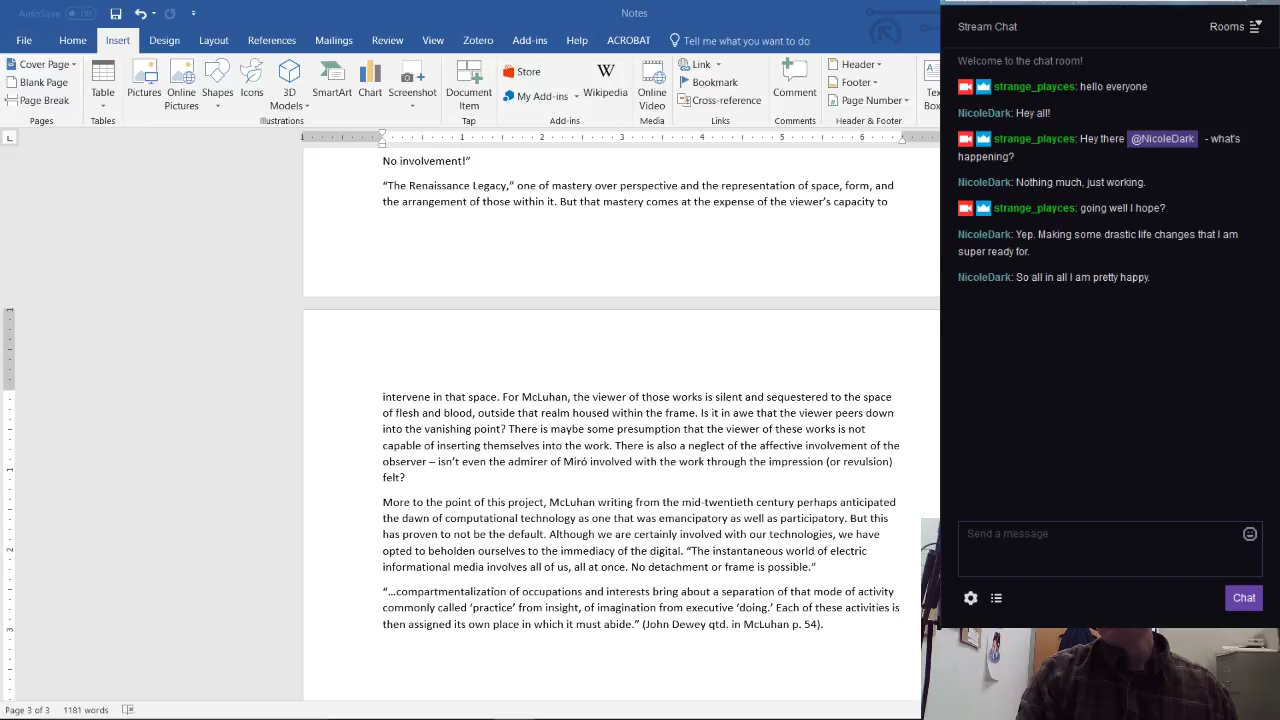 AutoSave
Off
Notes
File
Home
Insert
Design
Layout
References
Mailings
Review
View
Zotero
Add-ins
Help
ACROBAT
Tell me what you want to do
Cover Page
Blank Page
Page Break
Pages
Table
Tables
Pictures
Online
Pictures
Shapes
Icons
3D
Models
SmartArt
Chart
Screenshot
Illustrations
Document
Item
Tap
Store
My Add-ins
Wikipedia
Add-ins
Online
Video
Media
Link
Bookmark
Cross-reference
Links
Comment
Comments
Header
Footer
Page Number
Header & Footer
Text
Box
1 1 2 3 4 5 6
No involvement!”
“The Renaissance Legacy,” one of mastery over perspective and the representation of space, form, and
the arrangement of those within it. But that mastery comes at the expense of the viewer’s capacity to
intervene in that space. For McLuhan, the viewer of those works is silent and sequestered to the space
of flesh and blood, outside that realm housed within the frame. Is it in awe that the viewer peers down
into the vanishing point? There is maybe some presumption that the viewer of these works is not
capable of inserting themselves into the work. There is also a neglect of the affective involvement of the
observer – isn’t even the admirer of Miró involved with the work through the impression (or revulsion)
felt?
More to the point of this project, McLuhan writing from the mid-twentieth century perhaps anticipated
the dawn of computational technology as one that was emancipatory as well as participatory. But this
has proven to not be the default. Although we are certainly involved with our technologies, we have
opted to beholden ourselves to the immediacy of the digital. “The instantaneous world of electric
informational media involves all of us, all at once. No detachment or frame is possible.”
“…compartmentalization of occupations and interests bring about a separation of that mode of activity
commonly called ‘practice’ from insight, of imagination from executive ‘doing.’ Each of these activities is
then assigned its own place in which it must abide.” (John Dewey qtd. in McLuhan p. 54).
1
1
2
3
Page 3 of 3
1181 words
Stream Chat
Rooms
Welcome to the chat room!
strange_playces: hello everyone
NicoleDark: Hey all!
strange_playces: Hey there @NicoleDark - what's
happening?
NicoleDark: Nothing much, just working.
strange_playces: going well I hope?
NicoleDark: Yep. Making some drastic life changes that I am
super ready for.
NicoleDark: So all in all I am pretty happy.
Send a message
Chat